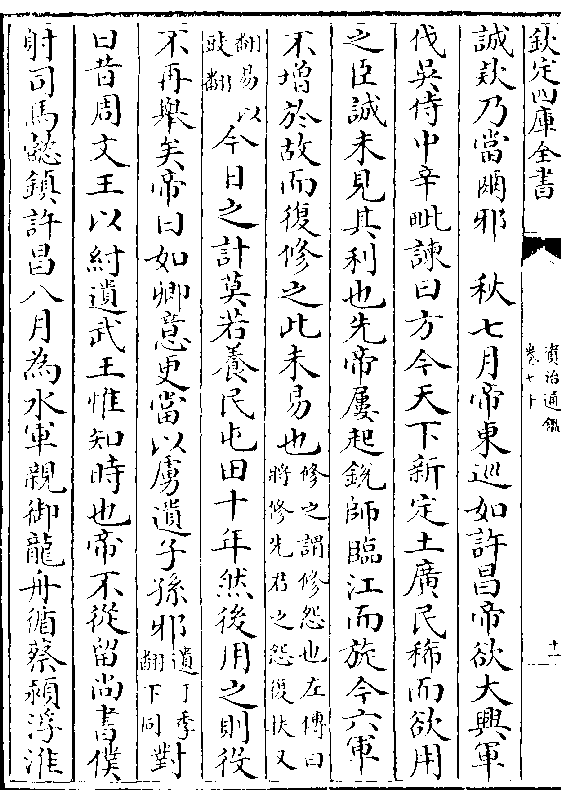 欽定四庫全書
資治通鑑
卷七十
十一
誠欵乃當爾邪　秋七月帝東巡如許昌帝欲大興軍
伐吳侍中辛毗諫曰方今天下新定土廣民稀而欲用
之臣誠未見其利也先帝屢起銳師臨江而旋今六軍
不增於故而復修之此未易也修之謂修怨也左傳曰將修先君之怨復扶又
翻易以豉翻今日之計莫若養民屯田十年然後用之則役
不再舉矣帝曰如卿意更當以虜遺子孫邪遺于季翻下同對
曰昔周文王以紂遺武王惟知時也帝不從留尚書僕
射司馬懿鎮許昌八月為水軍親御龍舟循蔡潁浮淮